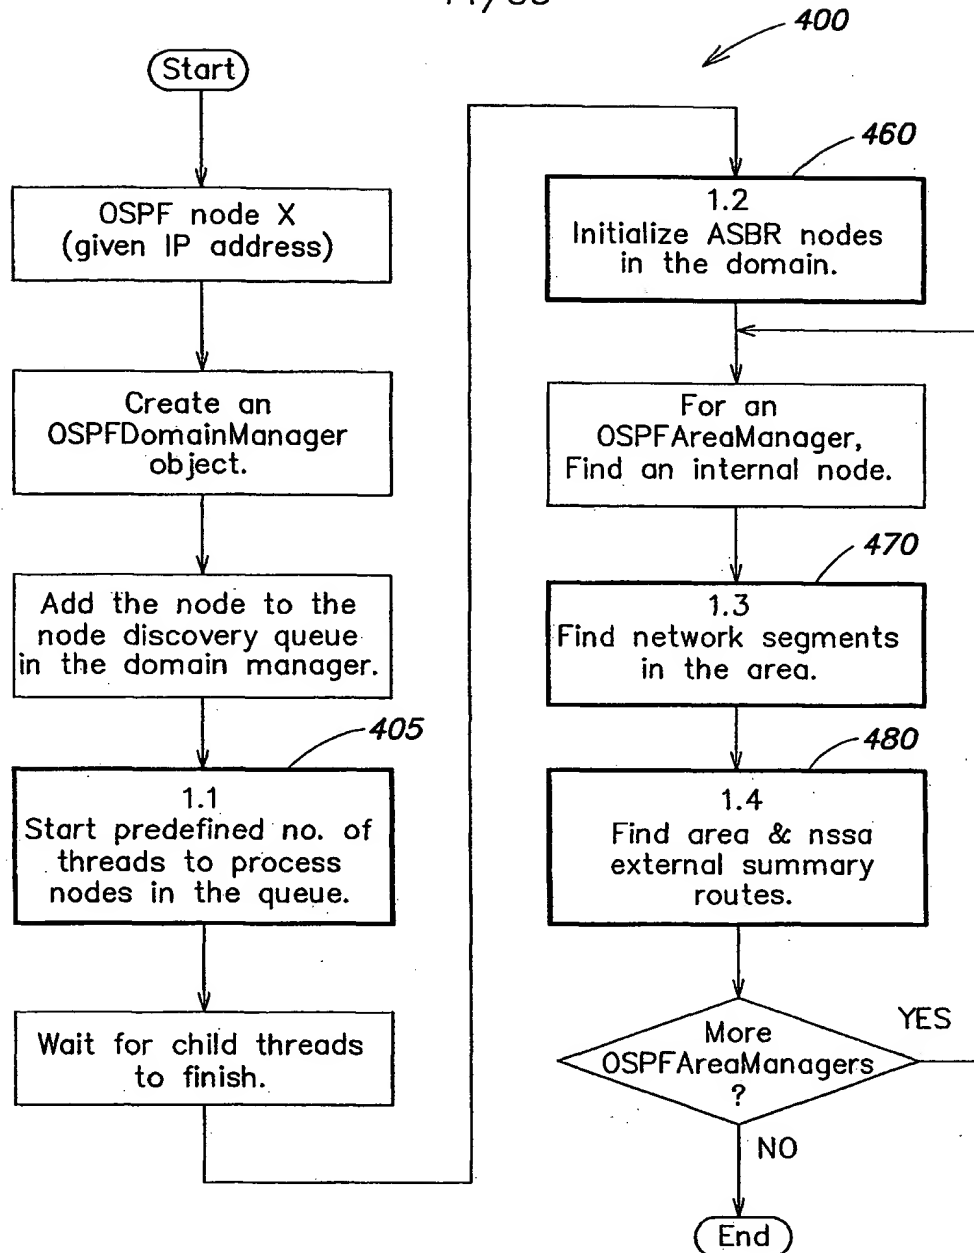 400
Start
OSPF node X
(given IP address)
Create an
OSPFDomainManager
object.
Add the node to the
node discovery queue
in the domain manager.
405
1.1
Start predefined no. of
threads to process
nodes in the queue.
Wait for child threads
to finish.
460
1.2
Initialize ASBR nodes
in the domain.
For an
OSPFAreaManager,
Find an internal node.
470
1.3
Find network segments
in the area.
480
1.4
Find area & nssa
external summary
routes.
More
OSPFAreaManagers
?
YES
NO
End